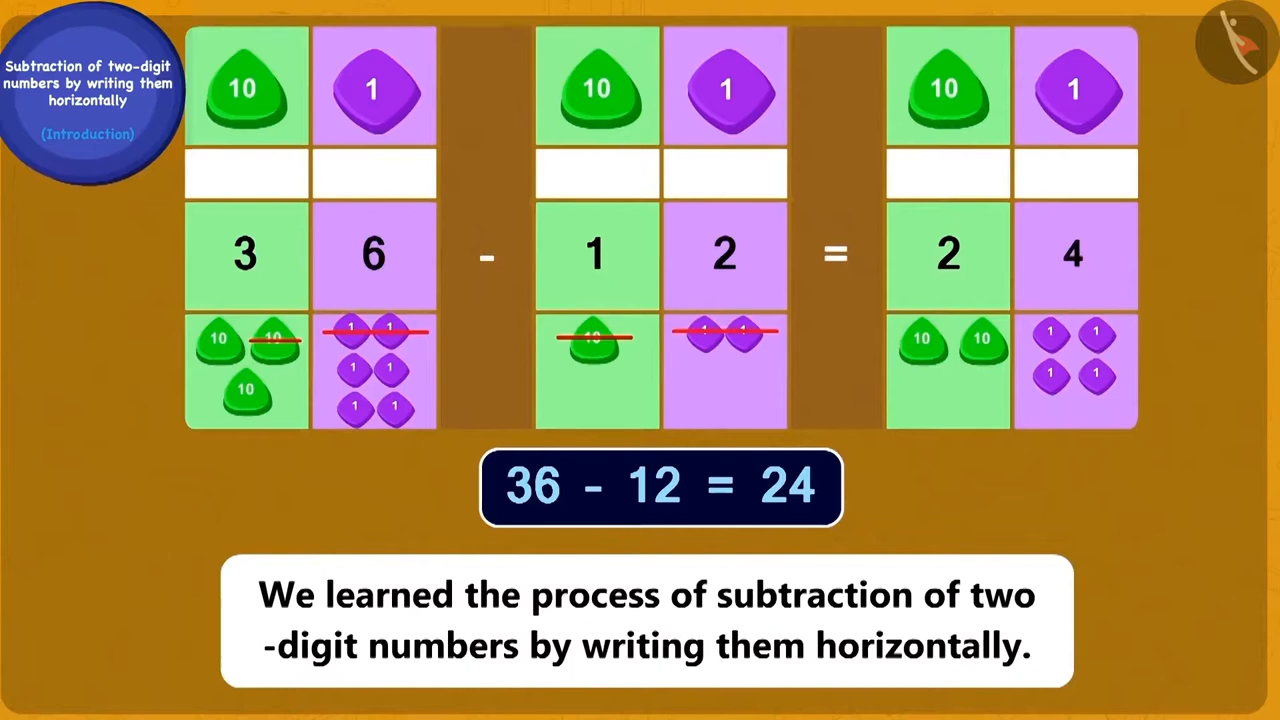 Subtraction of two-digit
numbers by writing them
horizontally
(Introduction)
10 1 10 1 10 1
3 6 - 1 2 = 2 4
10 10 1 1 10 1 1 10 10 1 1
10 1 1 1 1
1 1
36 - 12 = 24
We learned the process of subtraction of two
-digit numbers by writing them horizontally.